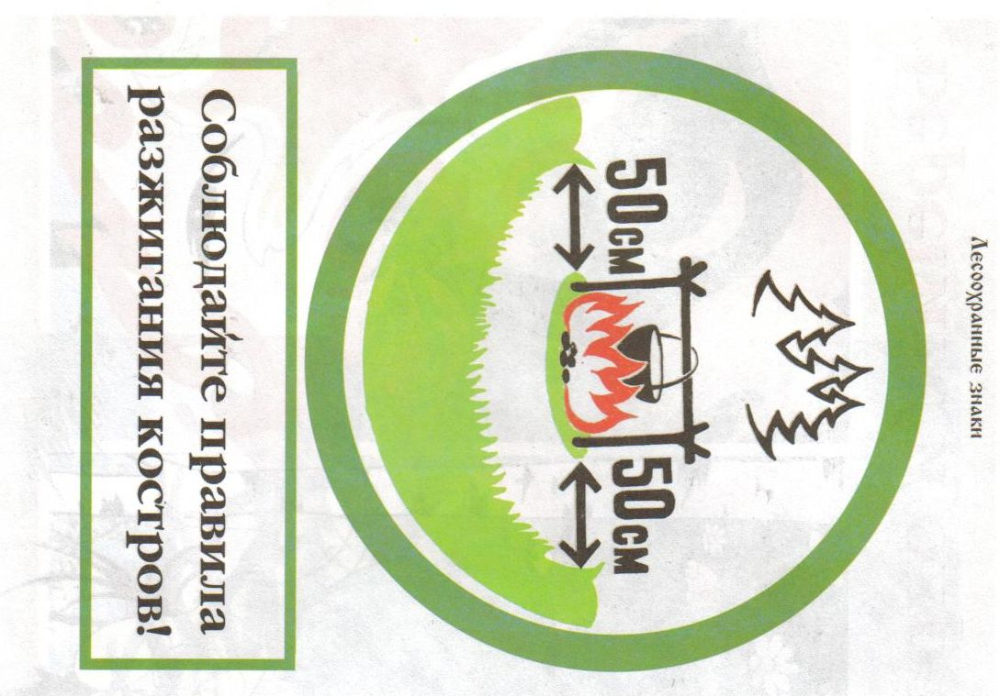 Лесоохранные знаки
50см
50см
Соблюдайте правила
разжигания костров!